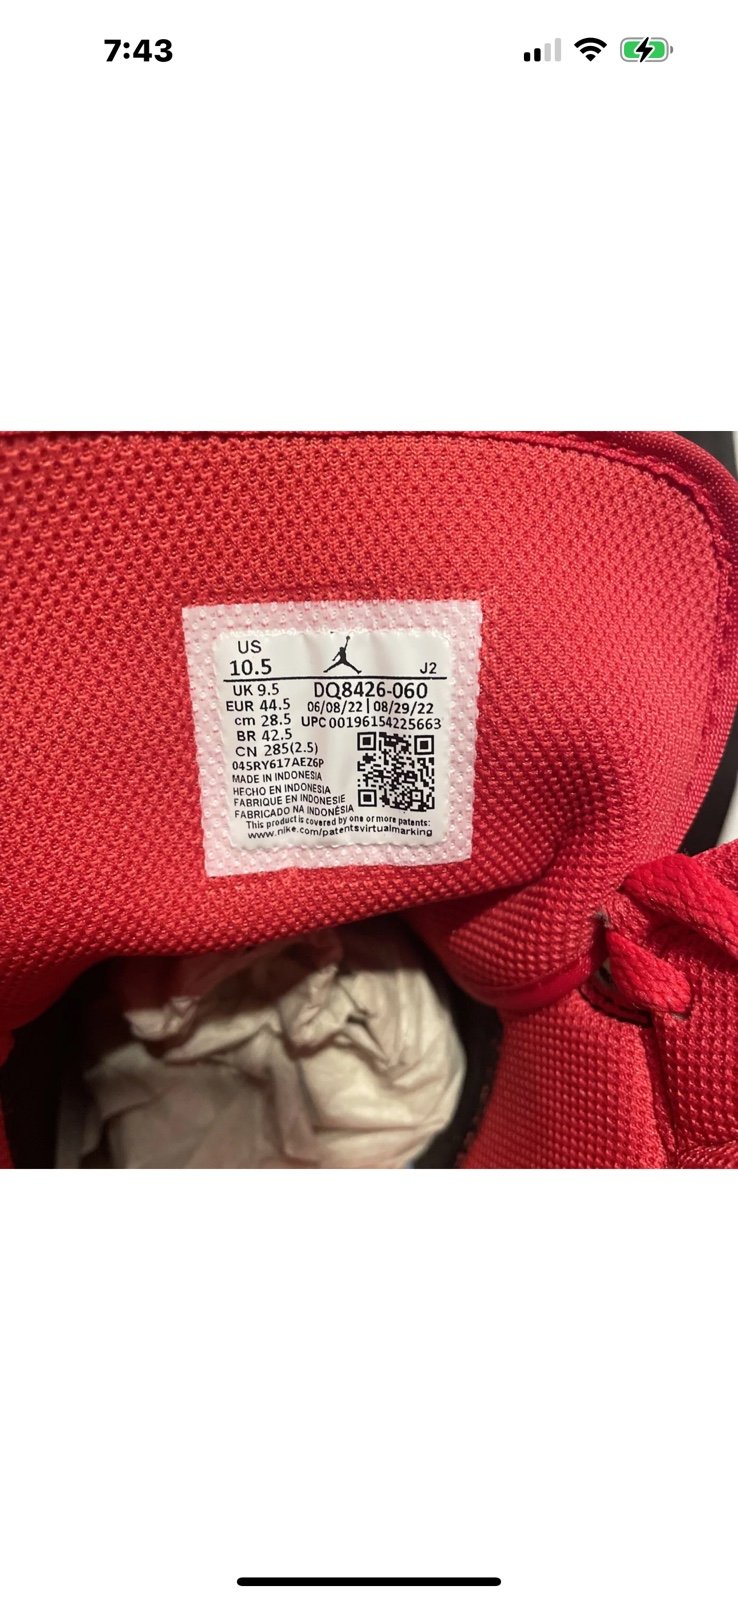 7:43
US
10.5
J2
UK 9.5 DQ8426-060
EUR 44.5 06/08/22 | 08/29/22
cm 28.5 UPC 00196154225663
BR 42.5
CN 285(2.5)
045RY617AEZ6P
MADE IN INDONESIA
HECHO EN INDONESIA
FABRIQUE EN INDONESIE
FABRICADO NA INDONÉSIA
This product is covered by one or more patents:
www.nike.com/patentsvirtualmarking